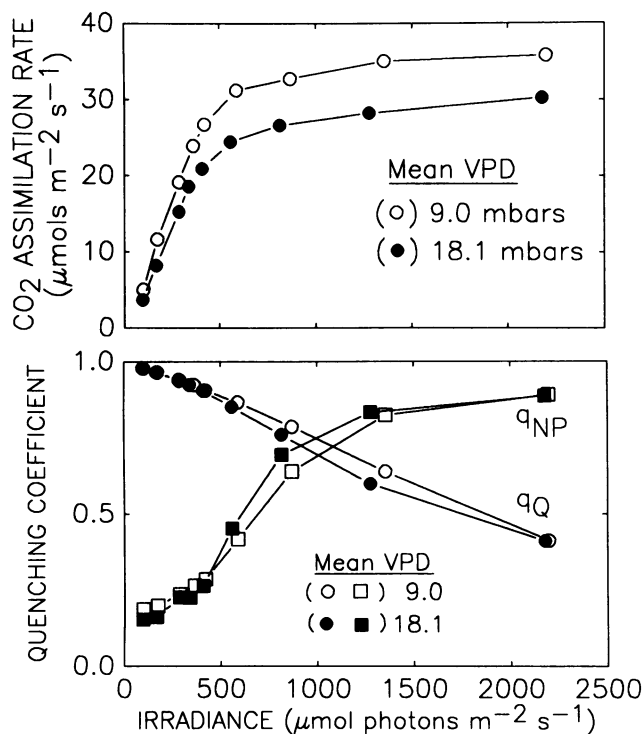 CO2 ASSIMILATION RATE
(μmols m−2 s−1)
40
30
20
10
0
Mean VPD
(○) 9.0 mbars
(●) 18.1 mbars
QUENCHING COEFFICIENT
1.0
0.5
0.0
qNP
qQ
Mean VPD
(○ □) 9.0
(● ■) 18.1
0 500 1000 1500 2000 2500
IRRADIANCE (μmol photons m−2 s−1)